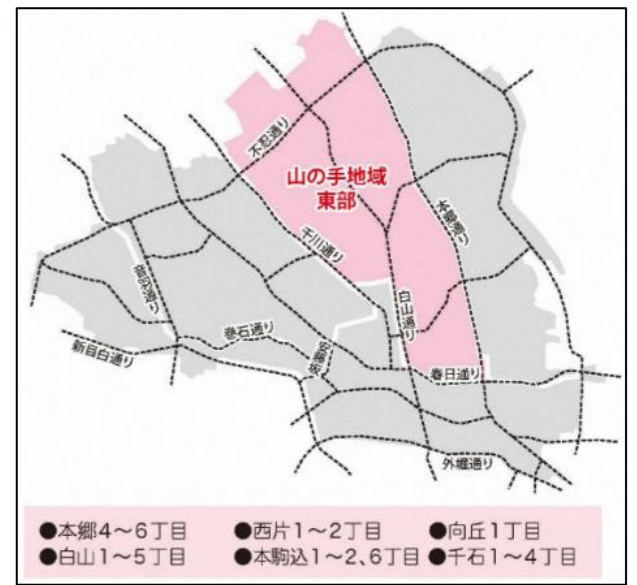 不忍通り
山の手地域
東部
本郷通り
千川通り
音羽通り
白山通り
巻石通り
安藤坂
新目白通り
春日通り
外堀通り
●本郷4～6丁目 ●西片1～2丁目 ●向丘1丁目
●白山1～5丁目 ●本駒込1～2、6丁目 ●千石1～4丁目